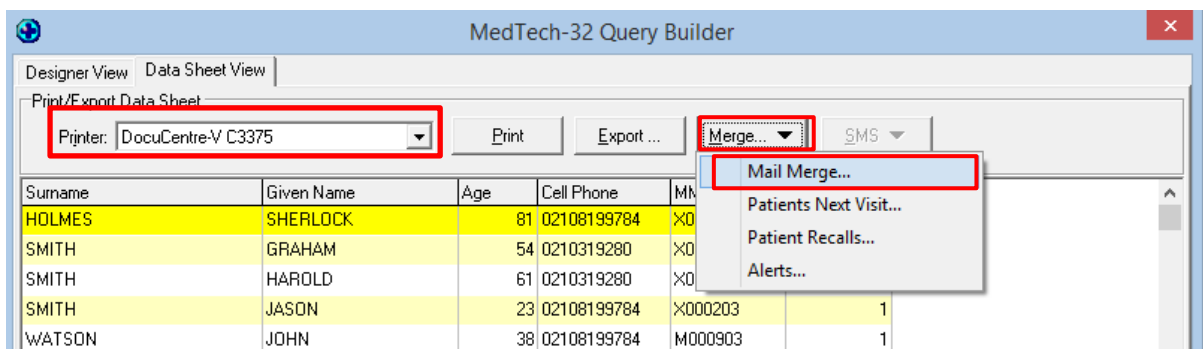 MedTech-32 Query Builder
Designer View Data Sheet View
Print/Export Data Sheet
Printer: DocuCentre-V C3375 Print Export ... Merge... SMS
Mail Merge...
Patients Next Visit...
Patient Recalls...
Alerts...
Surname Given Name Age Cell Phone
HOLMES SHERLOCK 81 02108199784
SMITH GRAHAM 54 0210319280
SMITH HAROLD 61 0210319280
SMITH JASON 23 02108199784 X000203 1
WATSON JOHN 38 02108199784 M000903 1